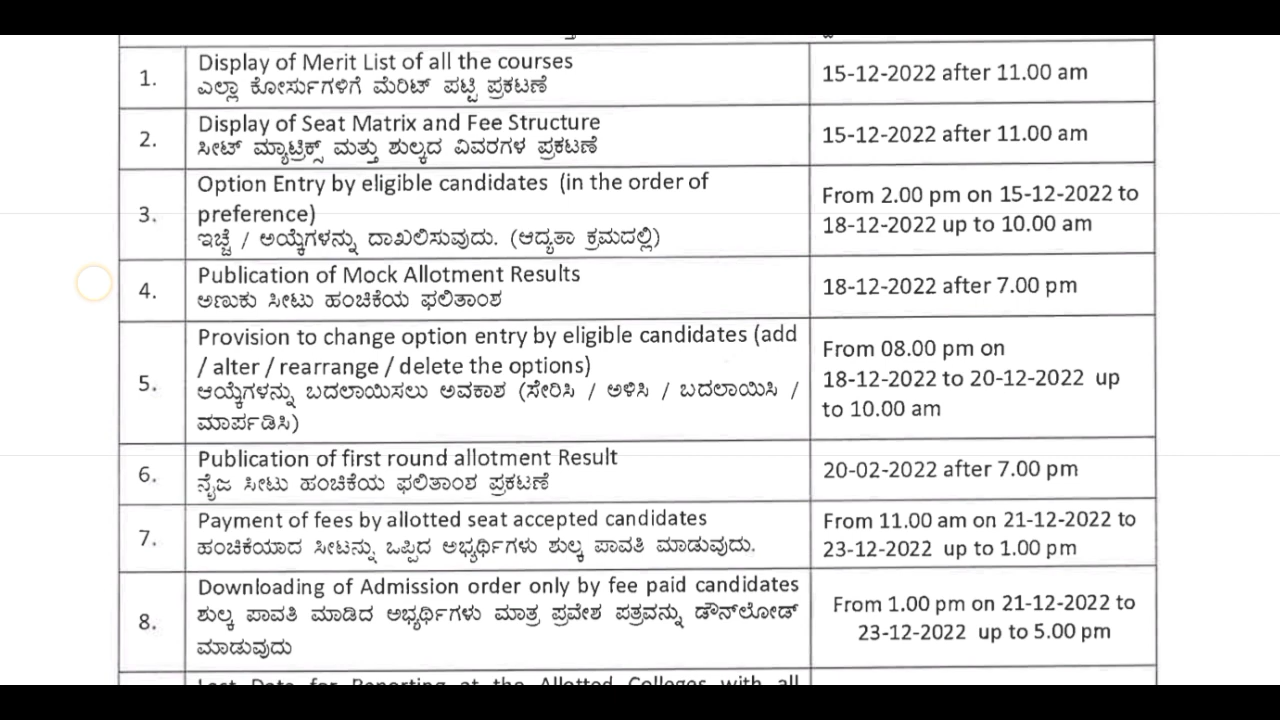 1.
Display of Merit List of all the courses
ಎಲ್ಲಾ ಕೋರ್ಸುಗಳಿಗೆ ಮೆರಿಟ್ ಪಟ್ಟಿ ಪ್ರಕಟಣೆ
15-12-2022 after 11.00 am
2.
Display of Seat Matrix and Fee Structure
ಸೀಟ್ ಮ್ಯಾಟ್ರಿಕ್ಸ್ ಮತ್ತು ಶುಲ್ಕದ ವಿವರಗಳ ಪ್ರಕಟಣೆ
15-12-2022 after 11.00 am
3.
Option Entry by eligible candidates (in the order of
preference)
ಇಚ್ಛೆ / ಆಯ್ಕೆಗಳನ್ನು ದಾಖಲಿಸುವುದು. (ಆದ್ಯತಾ ಕ್ರಮದಲ್ಲಿ)
From 2.00 pm on 15-12-2022 to
18-12-2022 up to 10.00 am
4.
Publication of Mock Allotment Results
ಅಣುಕು ಸೀಟು ಹಂಚಿಕೆಯ ಫಲಿತಾಂಶ
18-12-2022 after 7.00 pm
5.
Provision to change option entry by eligible candidates (add
/ alter / rearrange / delete the options)
ಆಯ್ಕೆಗಳನ್ನು ಬದಲಾಯಿಸಲು ಅವಕಾಶ (ಸೇರಿಸಿ / ಅಳಿಸಿ / ಬದಲಾಯಿಸಿ /
ಮಾರ್ಪಡಿಸಿ)
From 08.00 pm on
18-12-2022 to 20-12-2022 up
to 10.00 am
6.
Publication of first round allotment Result
ನೈಜ ಸೀಟು ಹಂಚಿಕೆಯ ಫಲಿತಾಂಶ ಪ್ರಕಟಣೆ
20-02-2022 after 7.00 pm
7.
Payment of fees by allotted seat accepted candidates
ಹಂಚಿಕೆಯಾದ ಸೀಟನ್ನು ಒಪ್ಪಿದ ಅಭ್ಯರ್ಥಿಗಳು ಶುಲ್ಕ ಪಾವತಿ ಮಾಡುವುದು.
From 11.00 am on 21-12-2022 to
23-12-2022 up to 1.00 pm
8.
Downloading of Admission order only by fee paid candidates
ಶುಲ್ಕ ಪಾವತಿ ಮಾಡಿದ ಅಭ್ಯರ್ಥಿಗಳು ಮಾತ್ರ ಪ್ರವೇಶ ಪತ್ರವನ್ನು ಡೌನ್‌ಲೋಡ್
ಮಾಡುವುದು
From 1.00 pm on 21-12-2022 to
23-12-2022 up to 5.00 pm
Last Date for Reporting at the Allotted Colleges with all